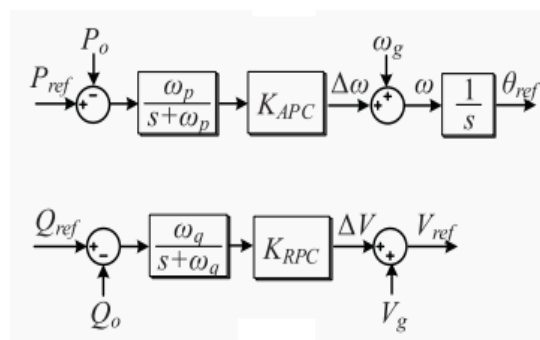 P_o
ω_g
P_ref
+
-
ω_p
s+ω_p
K_APC
Δω
+
+
ω
1
s
θ_ref
Q_ref
+
-
ω_q
s+ω_q
K_RPC
ΔV
+
+
V_ref
Q_o
V_g